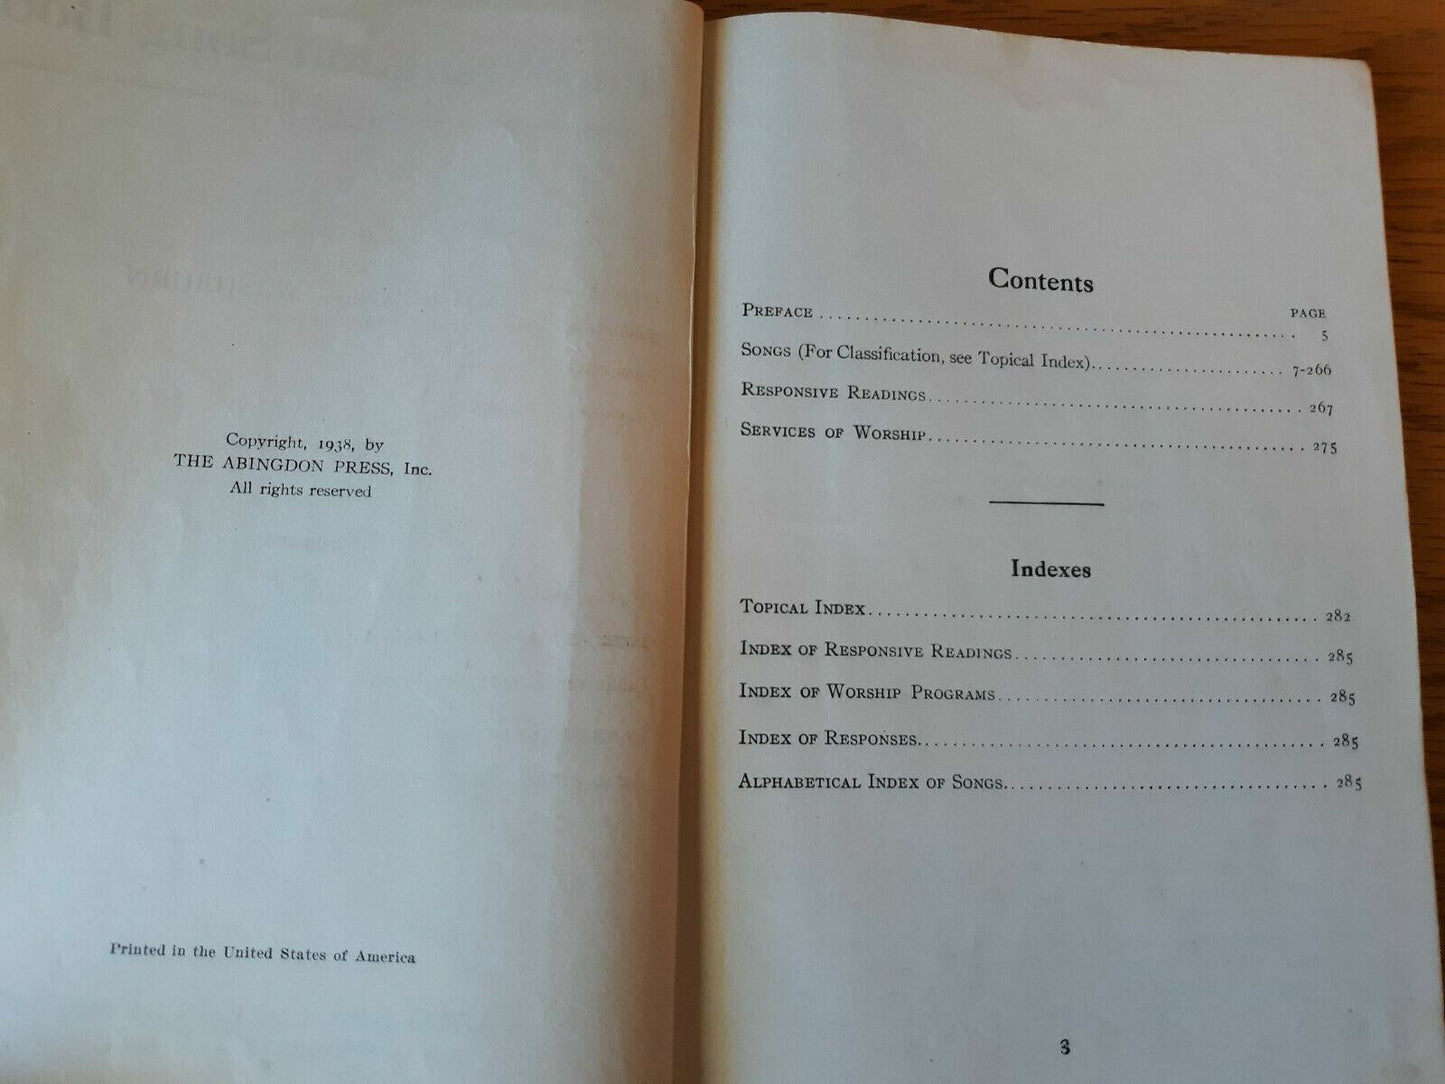 Copyright, 1938, by
THE ABINGDON PRESS, Inc.
All rights reserved
Printed in the United States of America
Contents
PAGE
PREFACE ........ 5
SONGS (For Classification, see Topical Index)........ 7-266
RESPONSIVE READINGS........ 267
SERVICES OF WORSHIP........ 275
Indexes
TOPICAL INDEX........ 282
INDEX OF RESPONSIVE READINGS........ 285
INDEX OF WORSHIP PROGRAMS........ 285
INDEX OF RESPONSES........ 285
ALPHABETICAL INDEX OF SONGS........ 285
3